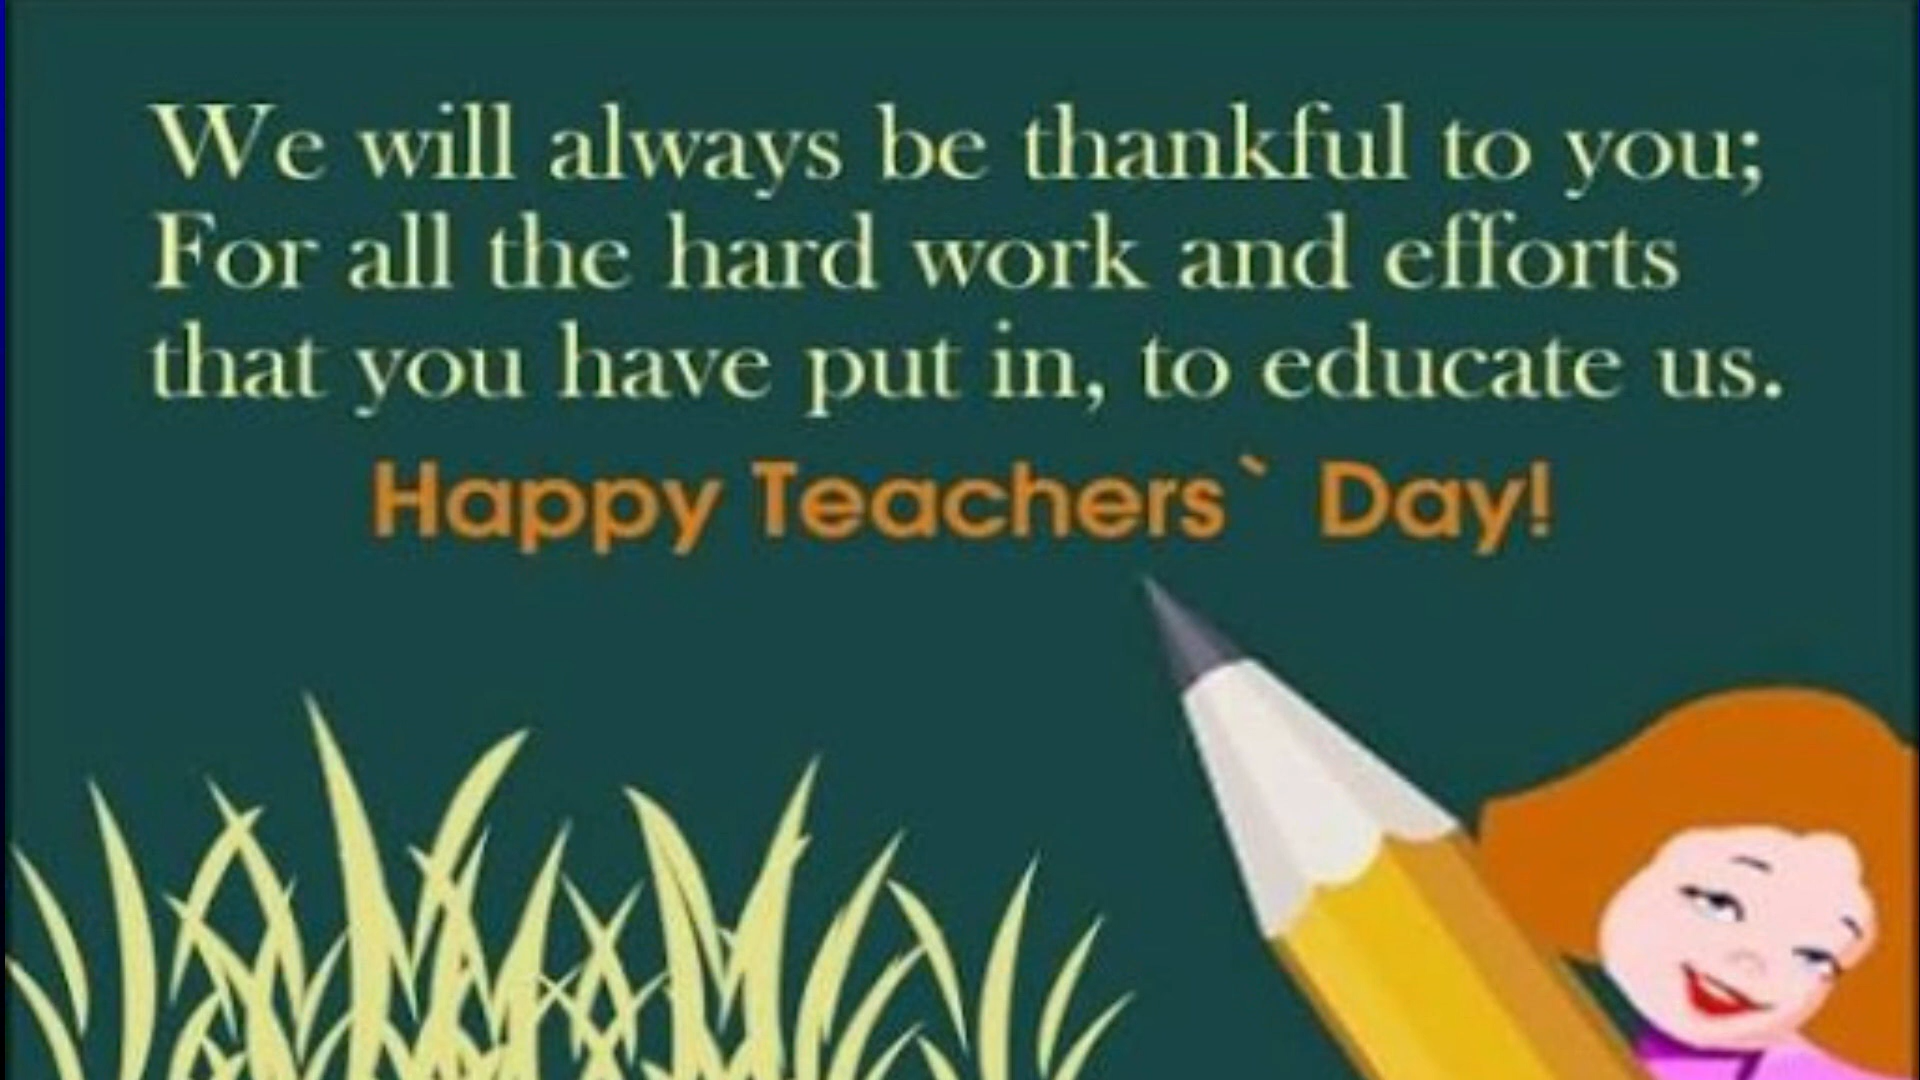 We will always be thankful to you;
For all the hard work and efforts
that you have put in, to educate us.
Happy Teachers` Day!